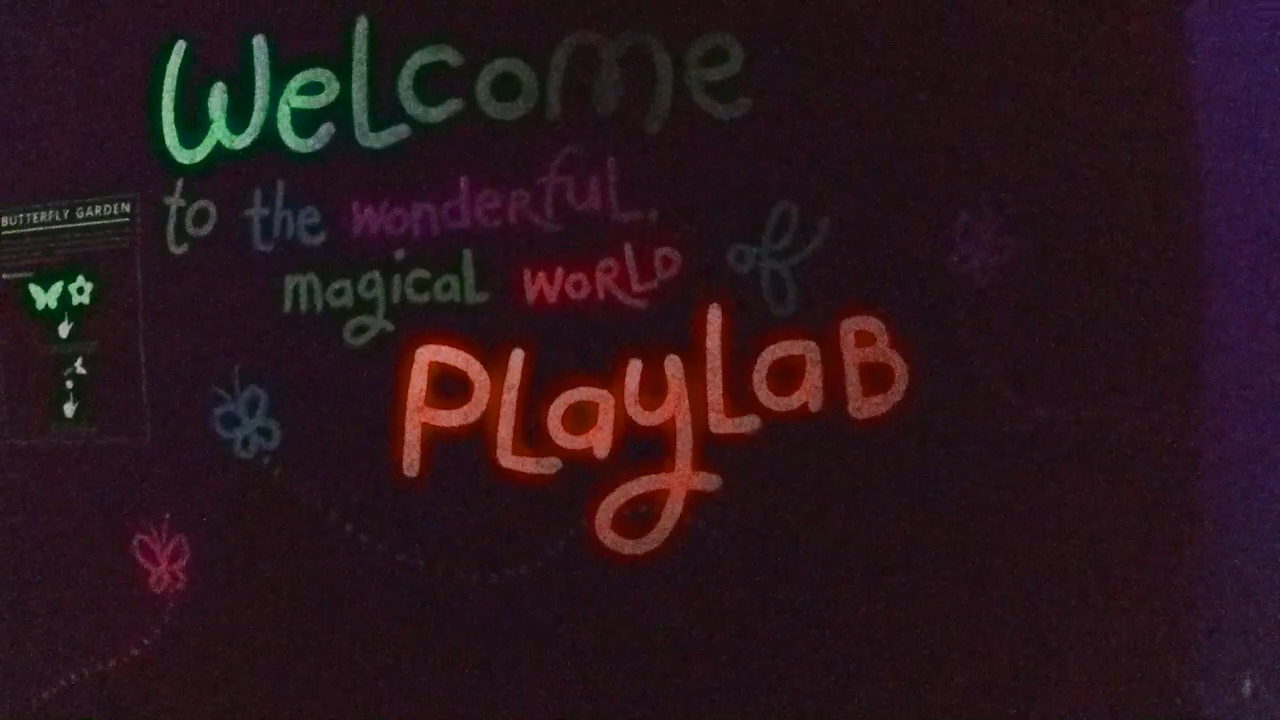 Welcome
to the wonderful,
magical world of
PLayLaB
BUTTERFLY GARDEN